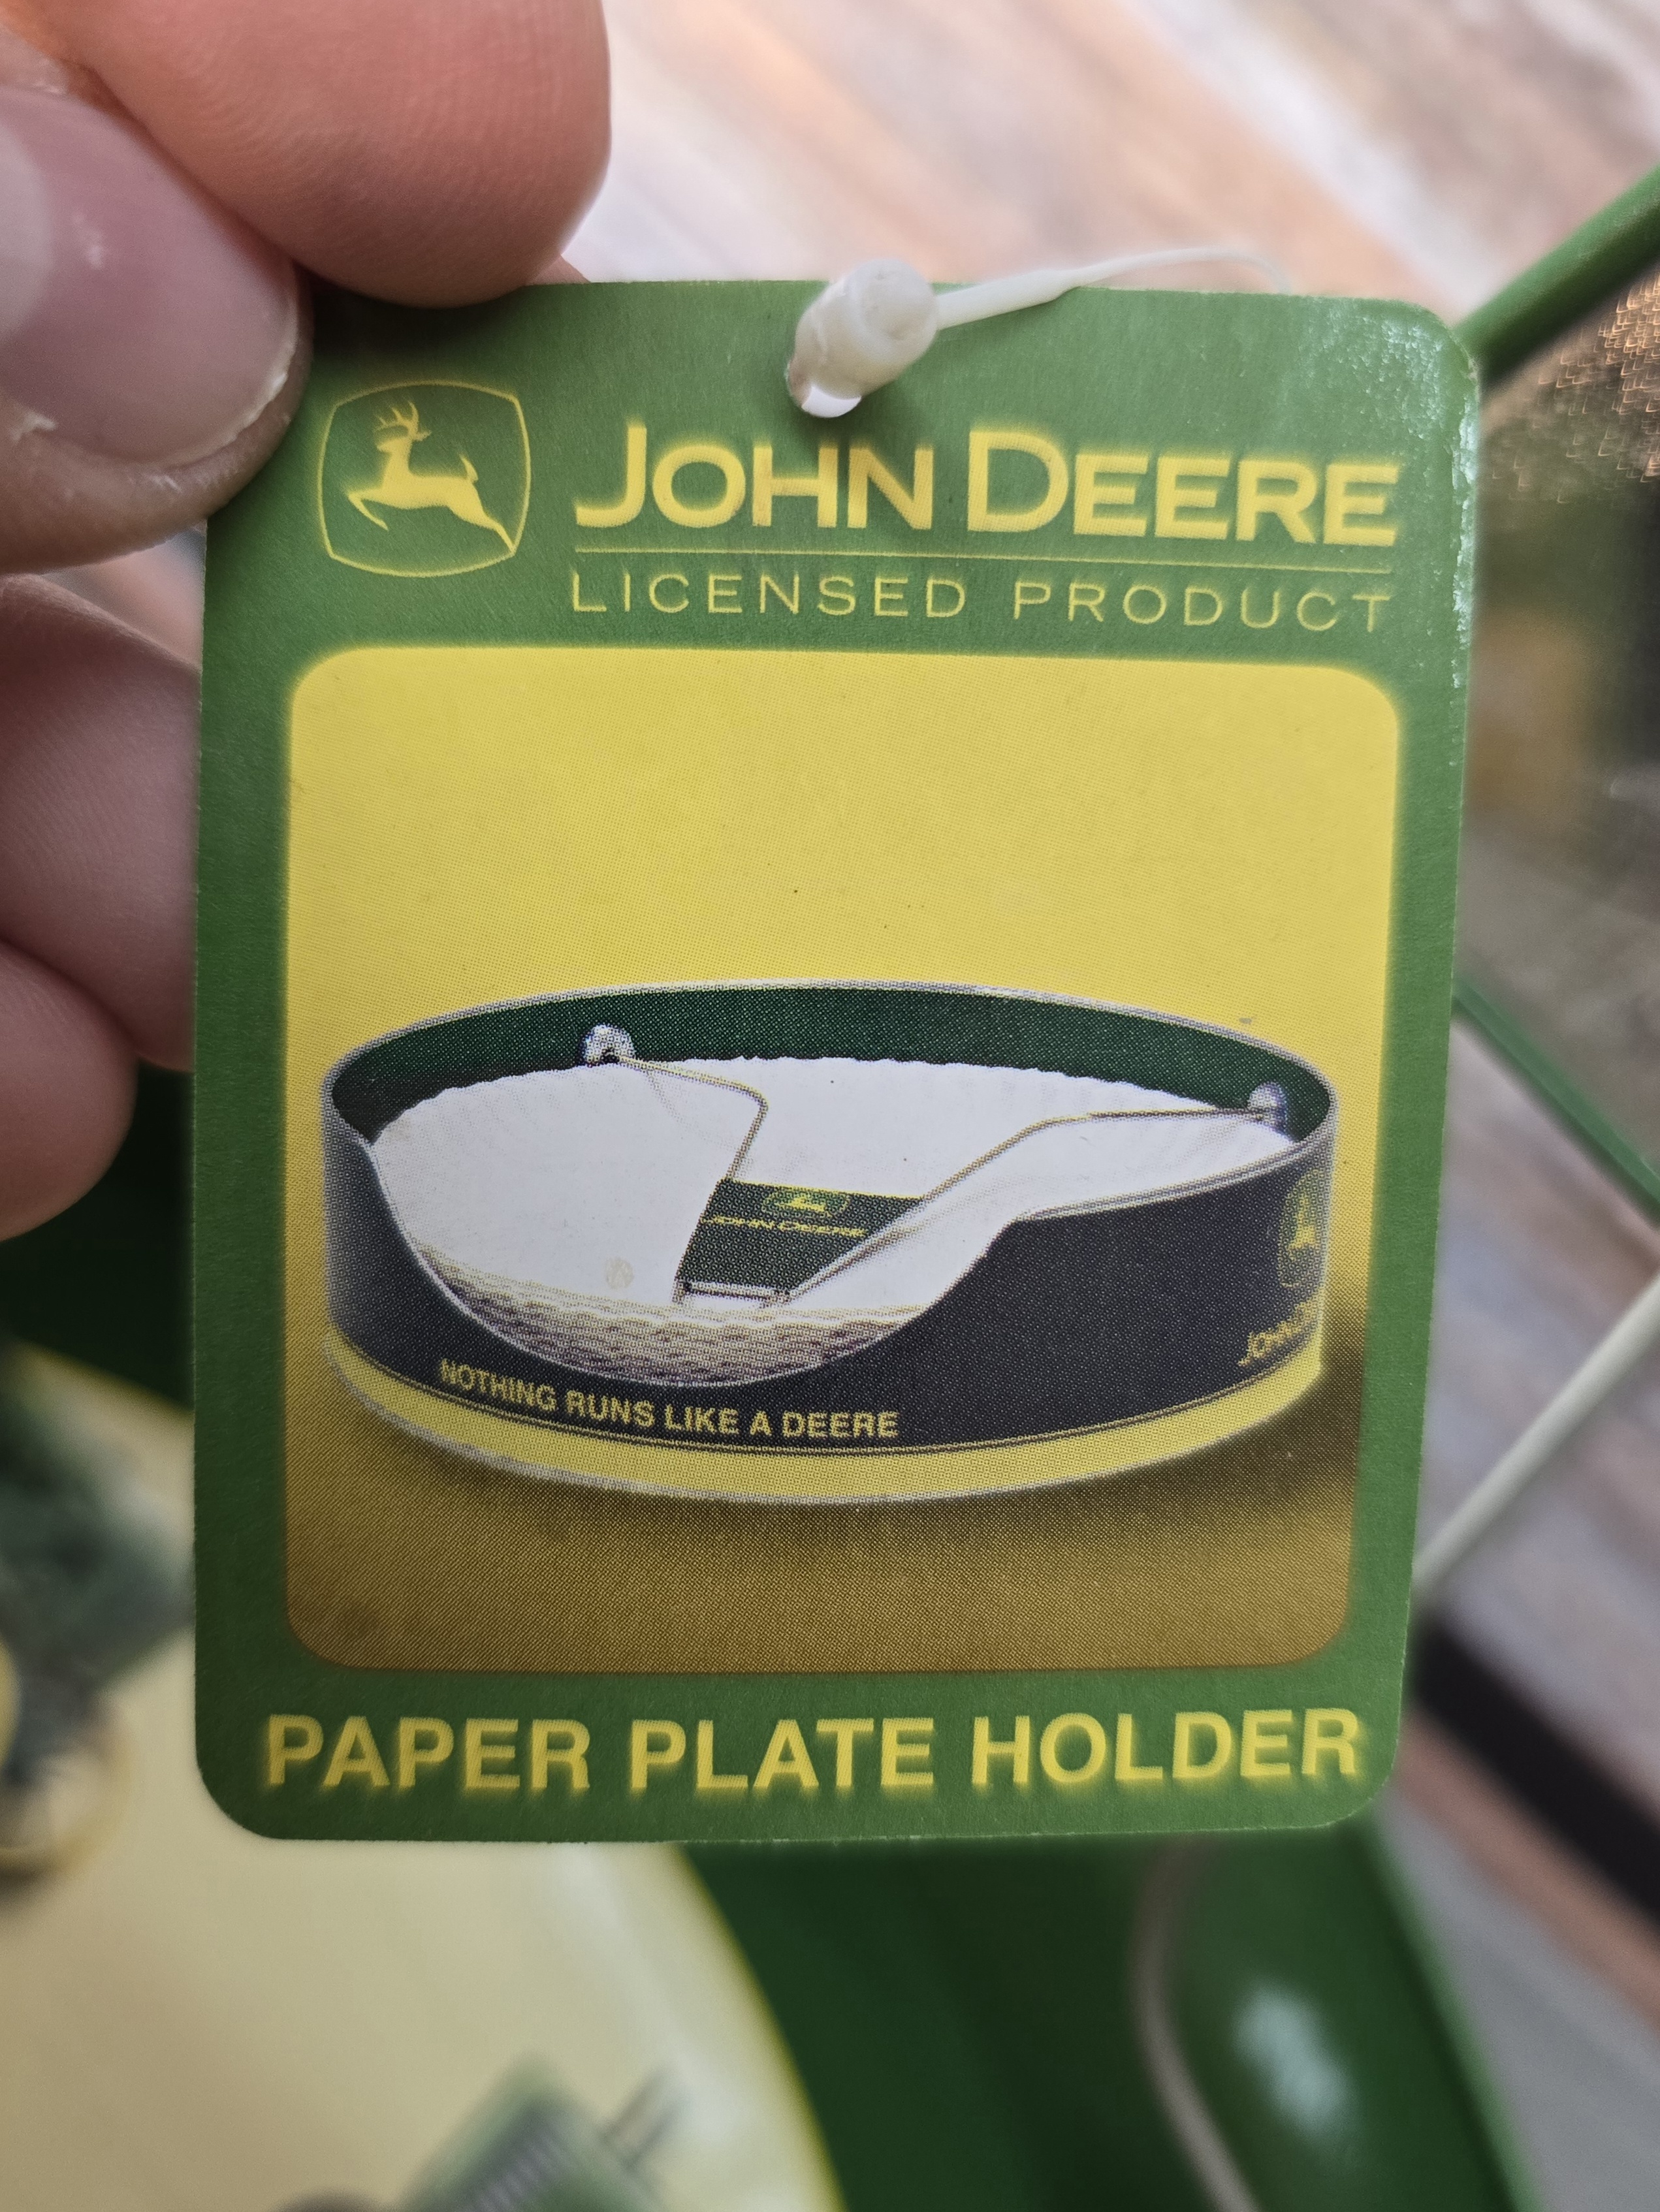 JOHN DEERE
LICENSED PRODUCT
JOHN DEERE
NOTHING RUNS LIKE A DEERE
PAPER PLATE HOLDER